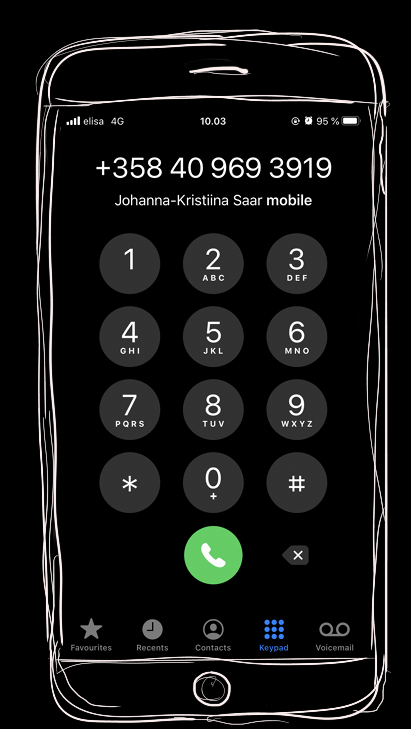 elisa 4G 10.03 95 %
+358 40 969 3919
Johanna-Kristiina Saar mobile
1 2 3
ABC DEF
4 5 6
GHI JKL MNO
7 8 9
PQRS TUV WXYZ
* 0 #
+
Favourites Recents Contacts Keypad Voicemail